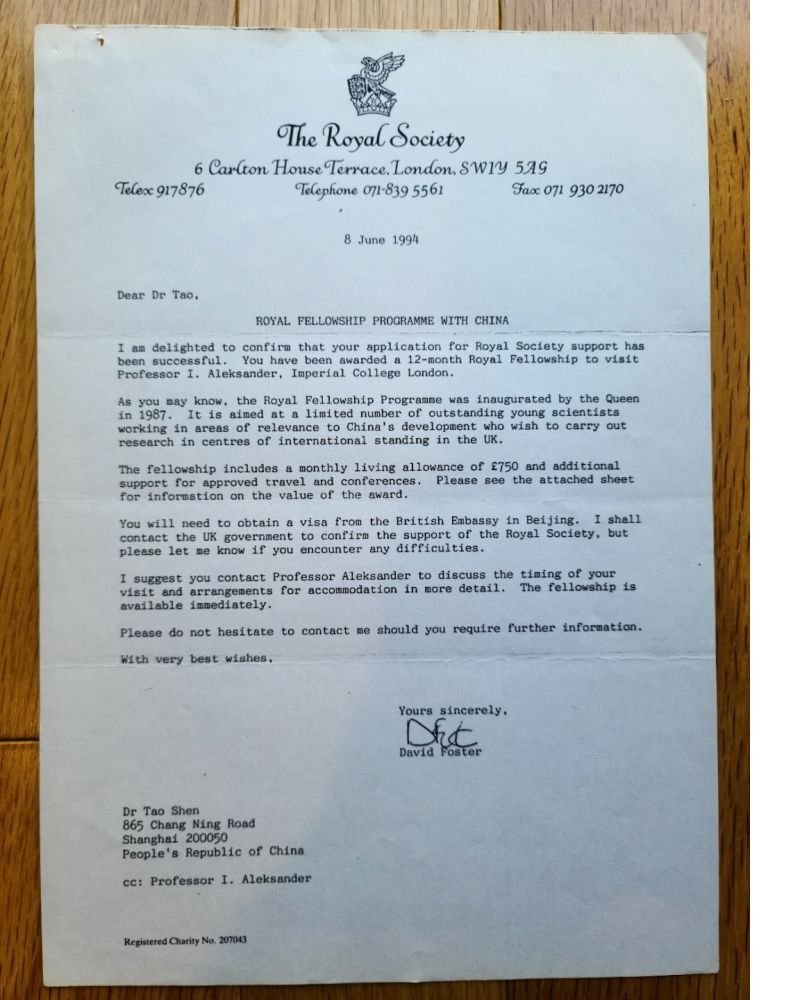 The Royal Society
6 Carlton House Terrace, London, SW1Y 5AG
Telex 917876 Telephone 071-839 5561 Fax 071 930 2170
8 June 1994
Dear Dr Tao,
ROYAL FELLOWSHIP PROGRAMME WITH CHINA
I am delighted to confirm that your application for Royal Society support has
been successful. You have been awarded a 12-month Royal Fellowship to visit
Professor I. Aleksander, Imperial College London.
As you may know, the Royal Fellowship Programme was inaugurated by the Queen
in 1987. It is aimed at a limited number of outstanding young scientists
working in areas of relevance to China's development who wish to carry out
research in centres of international standing in the UK.
The fellowship includes a monthly living allowance of £750 and additional
support for approved travel and conferences. Please see the attached sheet
for information on the value of the award.
You will need to obtain a visa from the British Embassy in Beijing. I shall
contact the UK government to confirm the support of the Royal Society, but
please let me know if you encounter any difficulties.
I suggest you contact Professor Aleksander to discuss the timing of your
visit and arrangements for accommodation in more detail. The fellowship is
available immediately.
Please do not hesitate to contact me should you require further information.
With very best wishes,
Yours sincerely,
David Foster
Dr Tao Shen
865 Chang Ning Road
Shanghai 200050
People's Republic of China
cc: Professor I. Aleksander
Registered Charity No. 207043